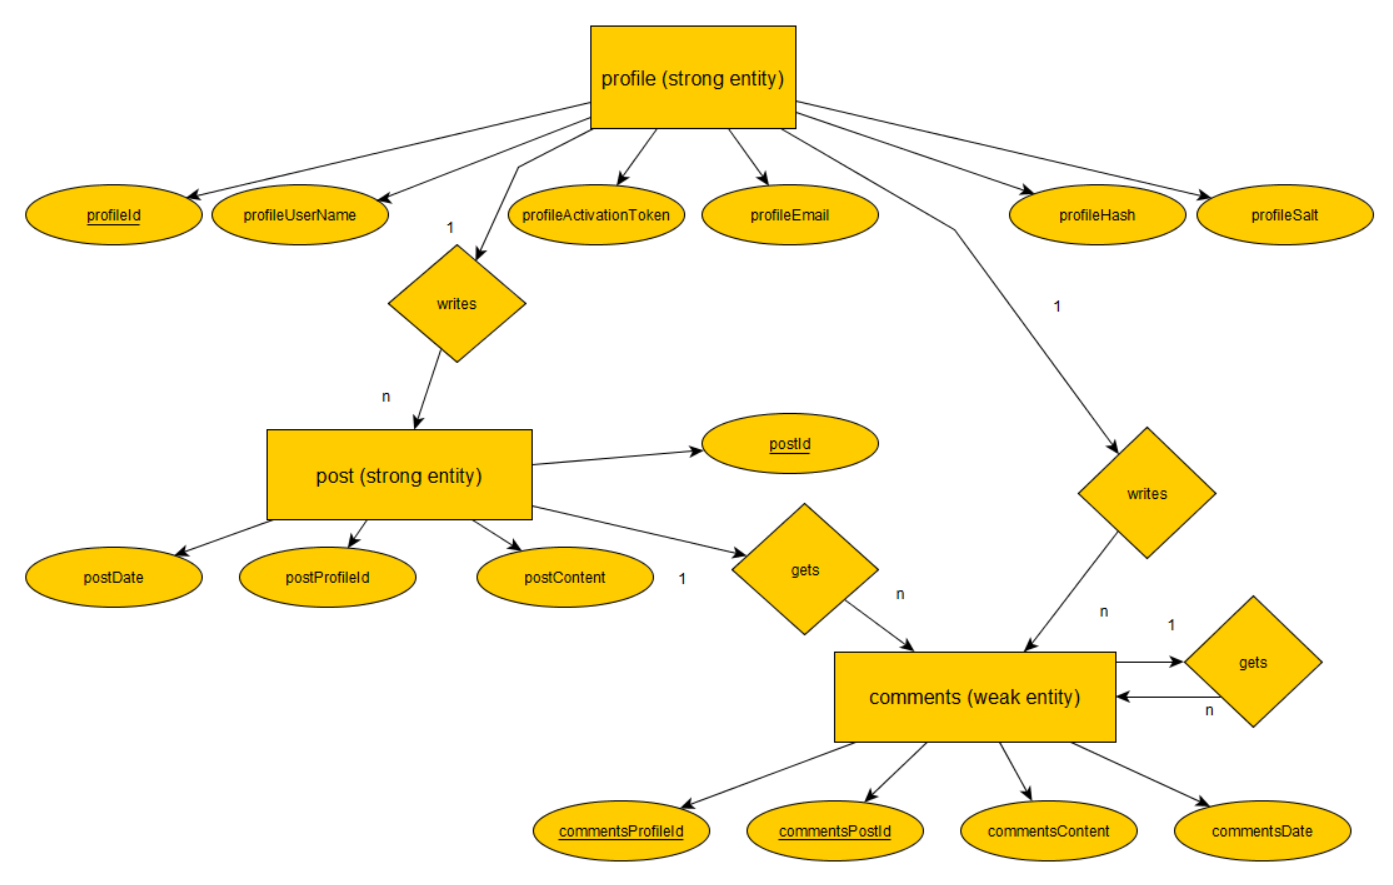 profile (strong entity)
profileId
profileUserName
profileActivationToken
profileEmail
profileHash
profileSalt
1
writes
1
n
post (strong entity)
postId
writes
postDate
postProfileId
postContent
1
gets
n
n
1
gets
n
comments (weak entity)
commentsProfileId
commentsPostId
commentsContent
commentsDate